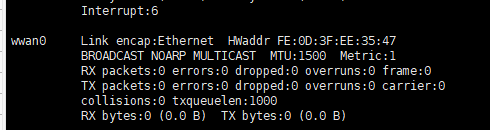 Interrupt:6
wwan0 Link encap:Ethernet HWaddr FE:0D:3F:EE:35:47
BROADCAST NOARP MULTICAST MTU:1500 Metric:1
RX packets:0 errors:0 dropped:0 overruns:0 frame:0
TX packets:0 errors:0 dropped:0 overruns:0 carrier:0
collisions:0 txqueuelen:1000
RX bytes:0 (0.0 B) TX bytes:0 (0.0 B)